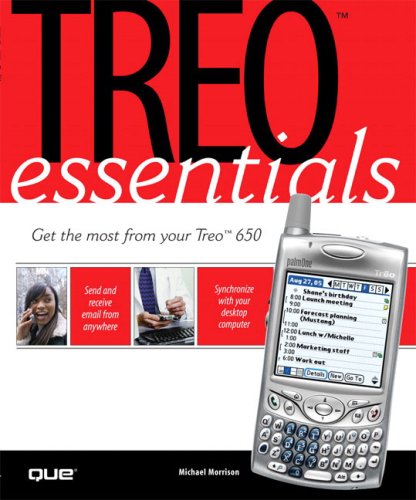 TREO™
essentials
Get the most from your Treo™ 650
Send and
receive
email from
anywhere
Synchronize
with your
desktop
computer
palmOne
Treo
Aug 27, 05
M T W T F S S
Shane's birthday
8:00 Launch meeting
9:00
10:00 Forecast planning
(Mustang)
11:00
12:00 Lunch w/Michelle
1:00
2:00 Marketing staff
3:00
4:00
6:00 Work out
Details
New
Go To
QUE
Michael Morrison